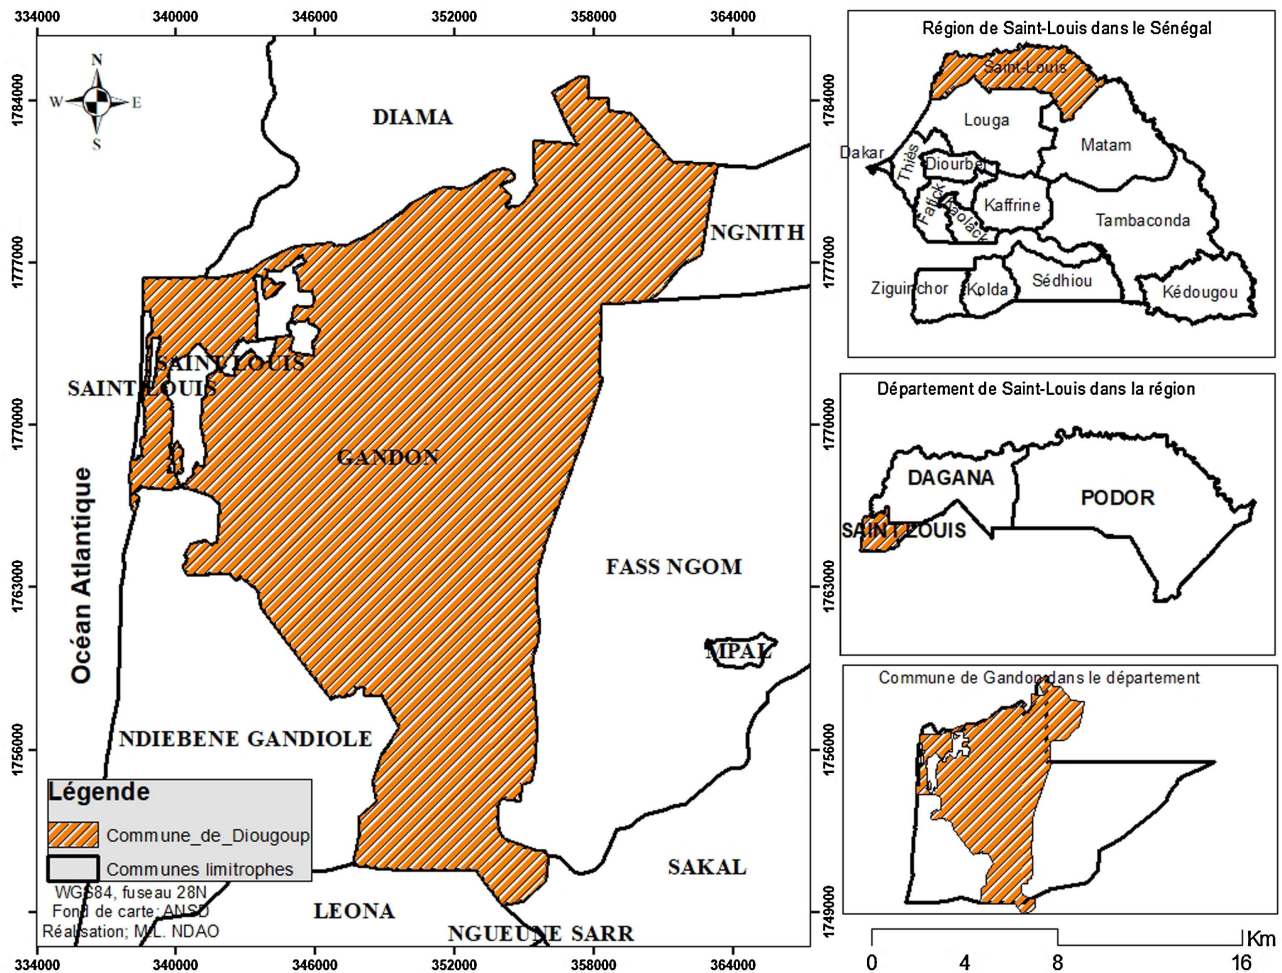 334000 340000 346000 352000 358000 364000
1784000
1777000
1770000
1763000
1756000
1784000
1777000
1770000
1763000
1756000
1749000
N
W E
S
DIAMA
NGNITH
SAINT LOUIS
SAINT LOUIS
GANDON
Océan Atlantique
FASS NGOM
MPAL
NDIEBENE GANDIOLE
SAKAL
LEONA
NGUEUNE SARR
Légende
Commune_de_Diougoup
Communes limitrophes
WGS84, fuseau 28N
Fond de carte: ANSD
Réalisation; M.L. NDAO
334000 340000 346000 352000 358000 364000
Région de Saint-Louis dans le Sénégal
Saint-Louis
Louga
Matam
Dakar
Thiès
Diourbel
Fatick
Kaolack
Kaffrine
Tambaconda
Ziguinchor
Kolda
Sédhiou
Kédougou
Département de Saint-Louis dans la région
DAGANA
PODOR
SAINT LOUIS
Commune de Gandon dans le département
Km
0 4 8 16